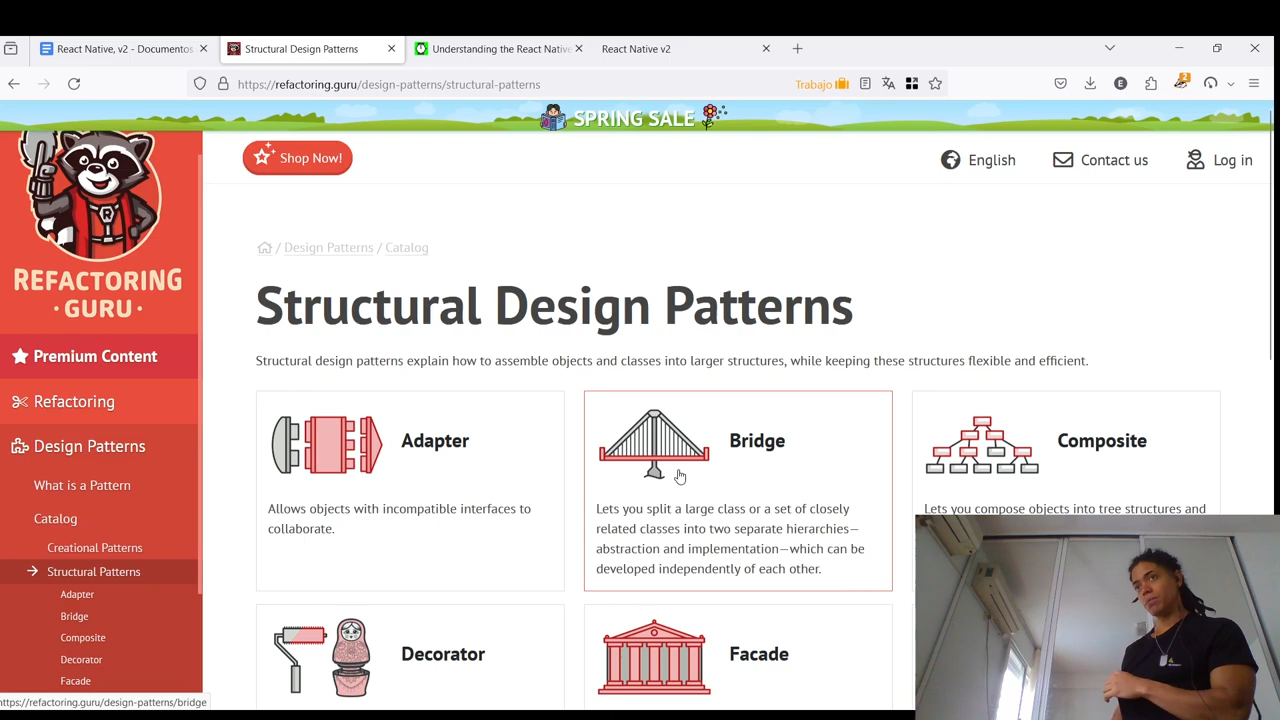 React Native, v2 - Documentos
Structural Design Patterns
Understanding the React Native
React Native v2
https://refactoring.guru/design-patterns/structural-patterns
Trabajo
E
2
SPRING SALE
Shop Now!
English
Contact us
Log in
R
REFACTORING
· GURU ·
Premium Content
Refactoring
Design Patterns
What is a Pattern
Catalog
Creational Patterns
Structural Patterns
Adapter
Bridge
Composite
Decorator
Facade
/ Design Patterns / Catalog
Structural Design Patterns
Structural design patterns explain how to assemble objects and classes into larger structures, while keeping these structures flexible and efficient.
Adapter
Allows objects with incompatible interfaces to
collaborate.
Bridge
Lets you split a large class or a set of closely
related classes into two separate hierarchies—
abstraction and implementation—which can be
developed independently of each other.
Composite
Lets you compose objects into tree structures and
Decorator
Facade
https://refactoring.guru/design-patterns/bridge